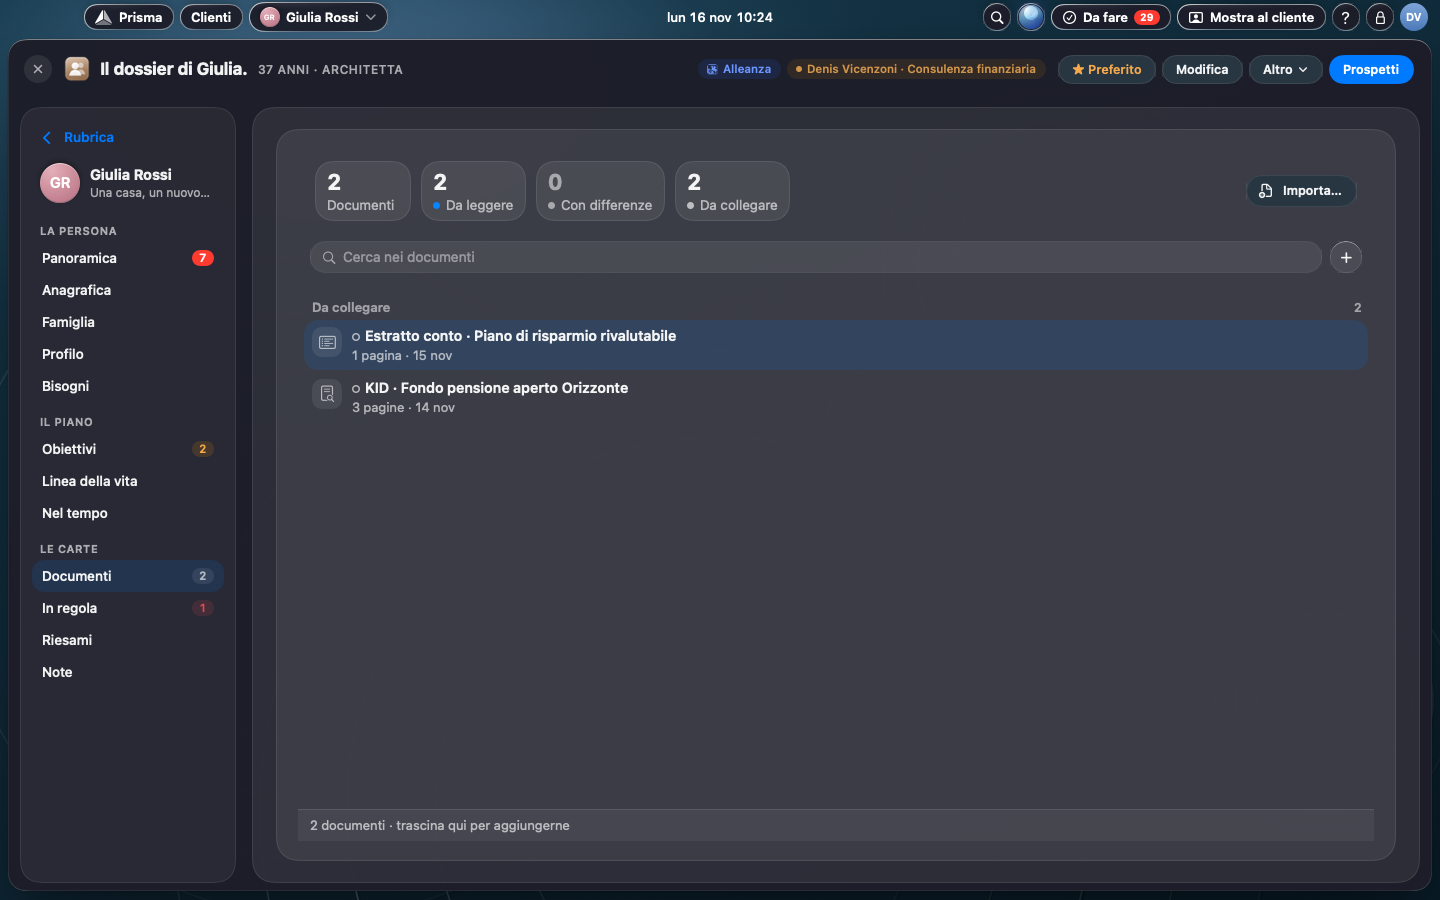 Prisma
Clienti
GR Giulia Rossi
lun 16 nov 10:24
Da fare 29
Mostra al cliente
?
DV
Il dossier di Giulia. 37 ANNI · ARCHITETTA
Alleanza
Denis Vicenzoni · Consulenza finanziaria
Preferito
Modifica
Altro
Prospetti
Rubrica
GR
Giulia Rossi
Una casa, un nuovo...
LA PERSONA
Panoramica 7
Anagrafica
Famiglia
Profilo
Bisogni
IL PIANO
Obiettivi 2
Linea della vita
Nel tempo
LE CARTE
Documenti 2
In regola 1
Riesami
Note
2
Documenti
2
Da leggere
0
Con differenze
2
Da collegare
Importa...
Cerca nei documenti
Da collegare 2
Estratto conto · Piano di risparmio rivalutabile
1 pagina · 15 nov
KID · Fondo pensione aperto Orizzonte
3 pagine · 14 nov
2 documenti · trascina qui per aggiungerne